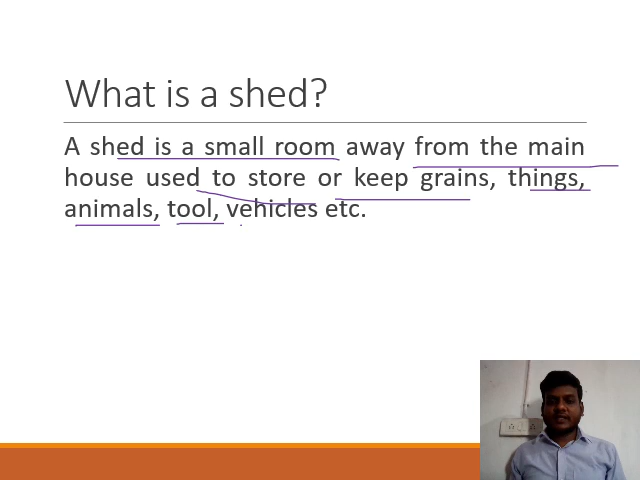 What is a shed?
A shed is a small room away from the main
house used to store or keep grains, things,
animals, tool, vehicles etc.